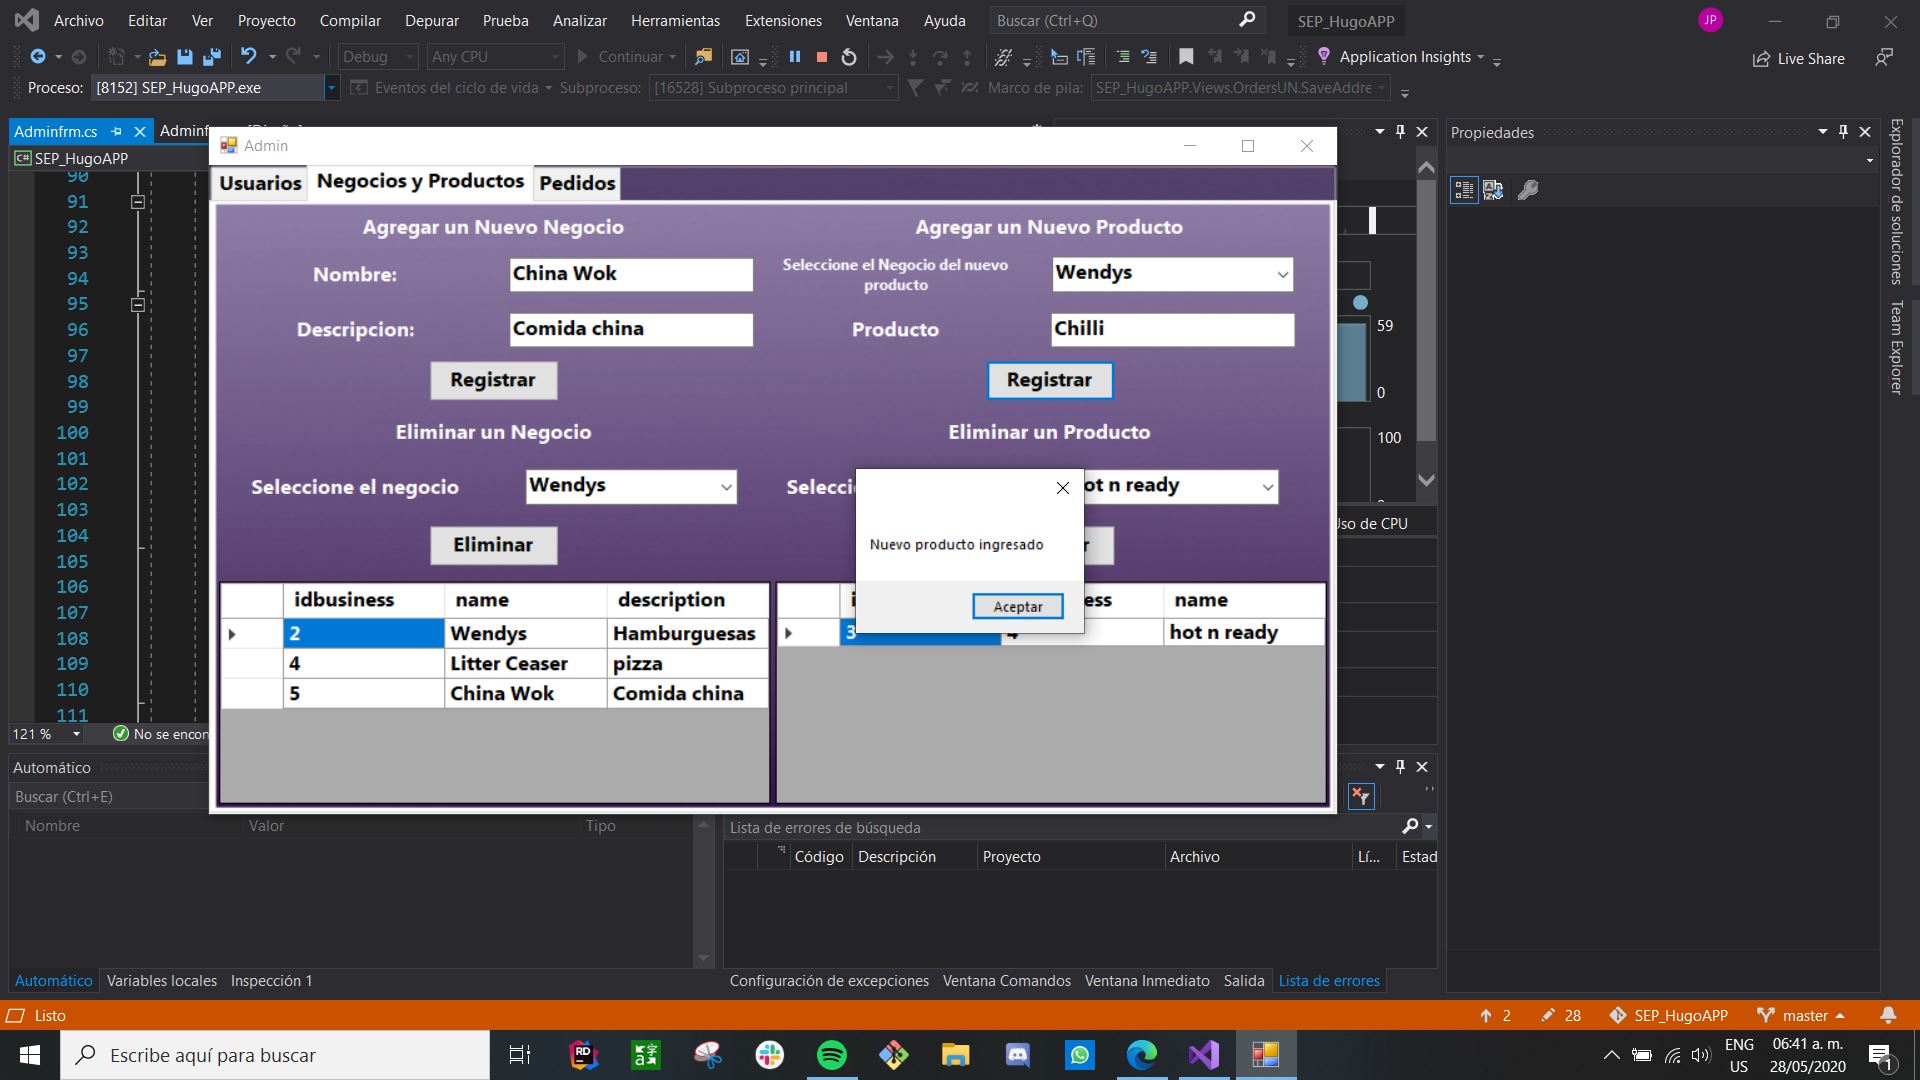 Archivo Editar Ver Proyecto Compilar Depurar Prueba Analizar Herramientas Extensiones Ventana Ayuda Buscar (Ctrl+Q) SEP_HugoAPP JP
Debug Any CPU Continuar Application Insights Live Share
Proceso: [8152] SEP_HugoAPP.exe Eventos del ciclo de vida Subproceso: [16528] Subproceso principal Marco de pila: SEP_HugoAPP.Views.OrdersUN.SaveAddre
Adminfrm.cs
Propiedades
SEP_HugoAPP
Admin
Usuarios Negocios y Productos Pedidos
Agregar un Nuevo Negocio
Nombre: China Wok
Descripcion: Comida china
Registrar
Eliminar un Negocio
Seleccione el negocio Wendys
Eliminar
idbusiness name description
2 Wendys Hamburguesas
4 Litter Ceaser pizza
5 China Wok Comida china
Agregar un Nuevo Producto
Seleccione el Negocio del nuevo
producto
Wendys
Producto Chilli
Registrar
Eliminar un Producto
hot n ready
name
3 4 hot n ready
Nuevo producto ingresado
Aceptar
90
91
92
93
94
95
96
97
98
99
100
101
102
103
104
105
106
107
108
109
110
111
59
0
100
Uso de CPU
Explorador de soluciones
Team Explorer
121 % No se encon
Automático
Buscar (Ctrl+E)
Nombre Valor Tipo
Automático Variables locales Inspección 1
Lista de errores de búsqueda
Código Descripción Proyecto Archivo Lí... Estad
Configuración de excepciones Ventana Comandos Ventana Inmediato Salida Lista de errores
Listo 2 28 SEP_HugoAPP master
Escribe aquí para buscar
ENG
US
06:41 a. m.
28/05/2020
1